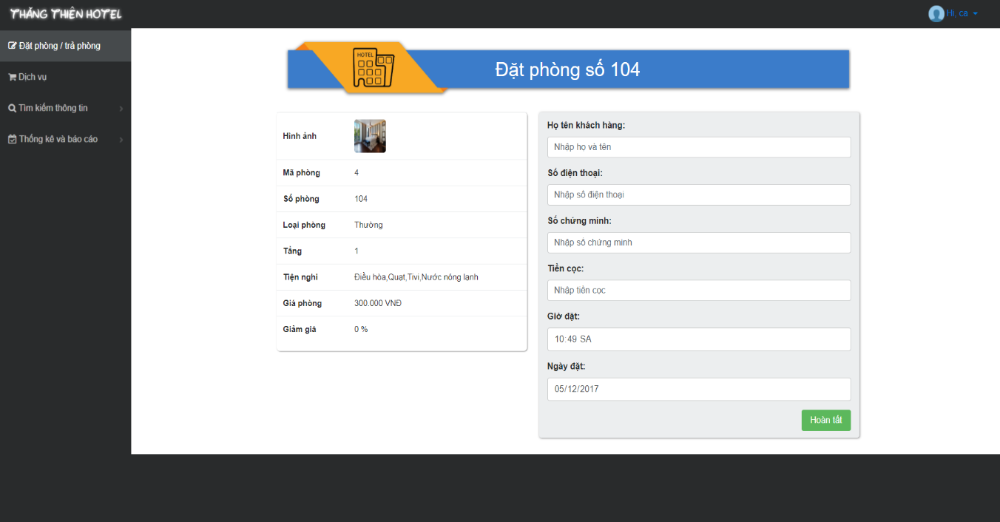 THẮNG THIÊN HOTEL
Hi, ca
Đặt phòng / trả phòng
Dịch vụ
Tìm kiếm thông tin
Thống kê và báo cáo
HOTEL
Đặt phòng số 104
Hình ảnh
Mã phòng 4
Số phòng 104
Loại phòng Thường
Tầng 1
Tiện nghi Điều hòa,Quạt,Tivi,Nước nóng lạnh
Giá phòng 300.000 VNĐ
Giảm giá 0 %
Họ tên khách hàng:
Nhập họ và tên
Số điện thoại:
Nhập số điện thoại
Số chứng minh:
Nhập số chứng minh
Tiền cọc:
Nhập tiền cọc
Giờ đặt:
10:49 SA
Ngày đặt:
05/12/2017
Hoàn tất